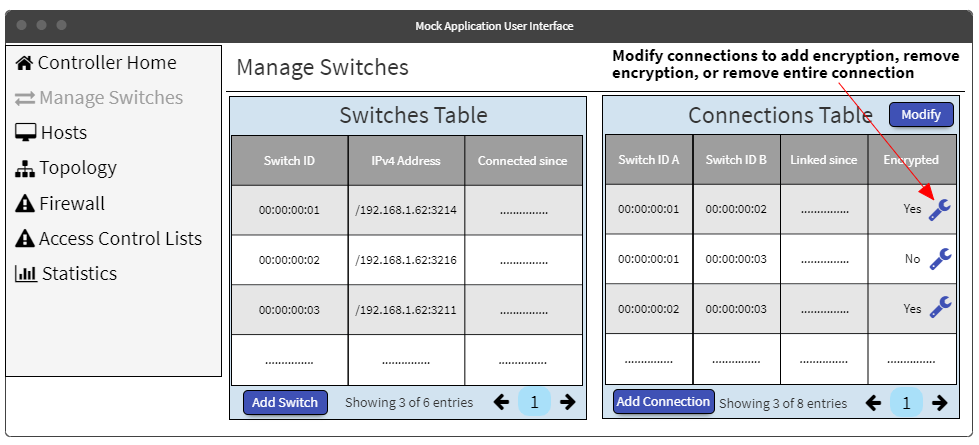 Mock Application User Interface
Controller Home
Manage Switches
Hosts
Topology
Firewall
Access Control Lists
Statistics
Manage Switches
Modify connections to add encryption, remove
encryption, or remove entire connection
Switches Table
Switch ID IPv4 Address Connected since
00:00:00:01 /192.168.1.62:3214 ...............
00:00:00:02 /192.168.1.62:3216 ...............
00:00:00:03 /192.168.1.62:3211 ...............
............... ............... ...............
Add Switch Showing 3 of 6 entries 1
Connections Table Modify
Switch ID A Switch ID B Linked since Encrypted
00:00:00:01 00:00:00:02 ............... Yes
00:00:00:01 00:00:00:03 ............... No
00:00:00:02 00:00:00:03 ............... Yes
............... ............... ............... ...............
Add Connection Showing 3 of 8 entries 1